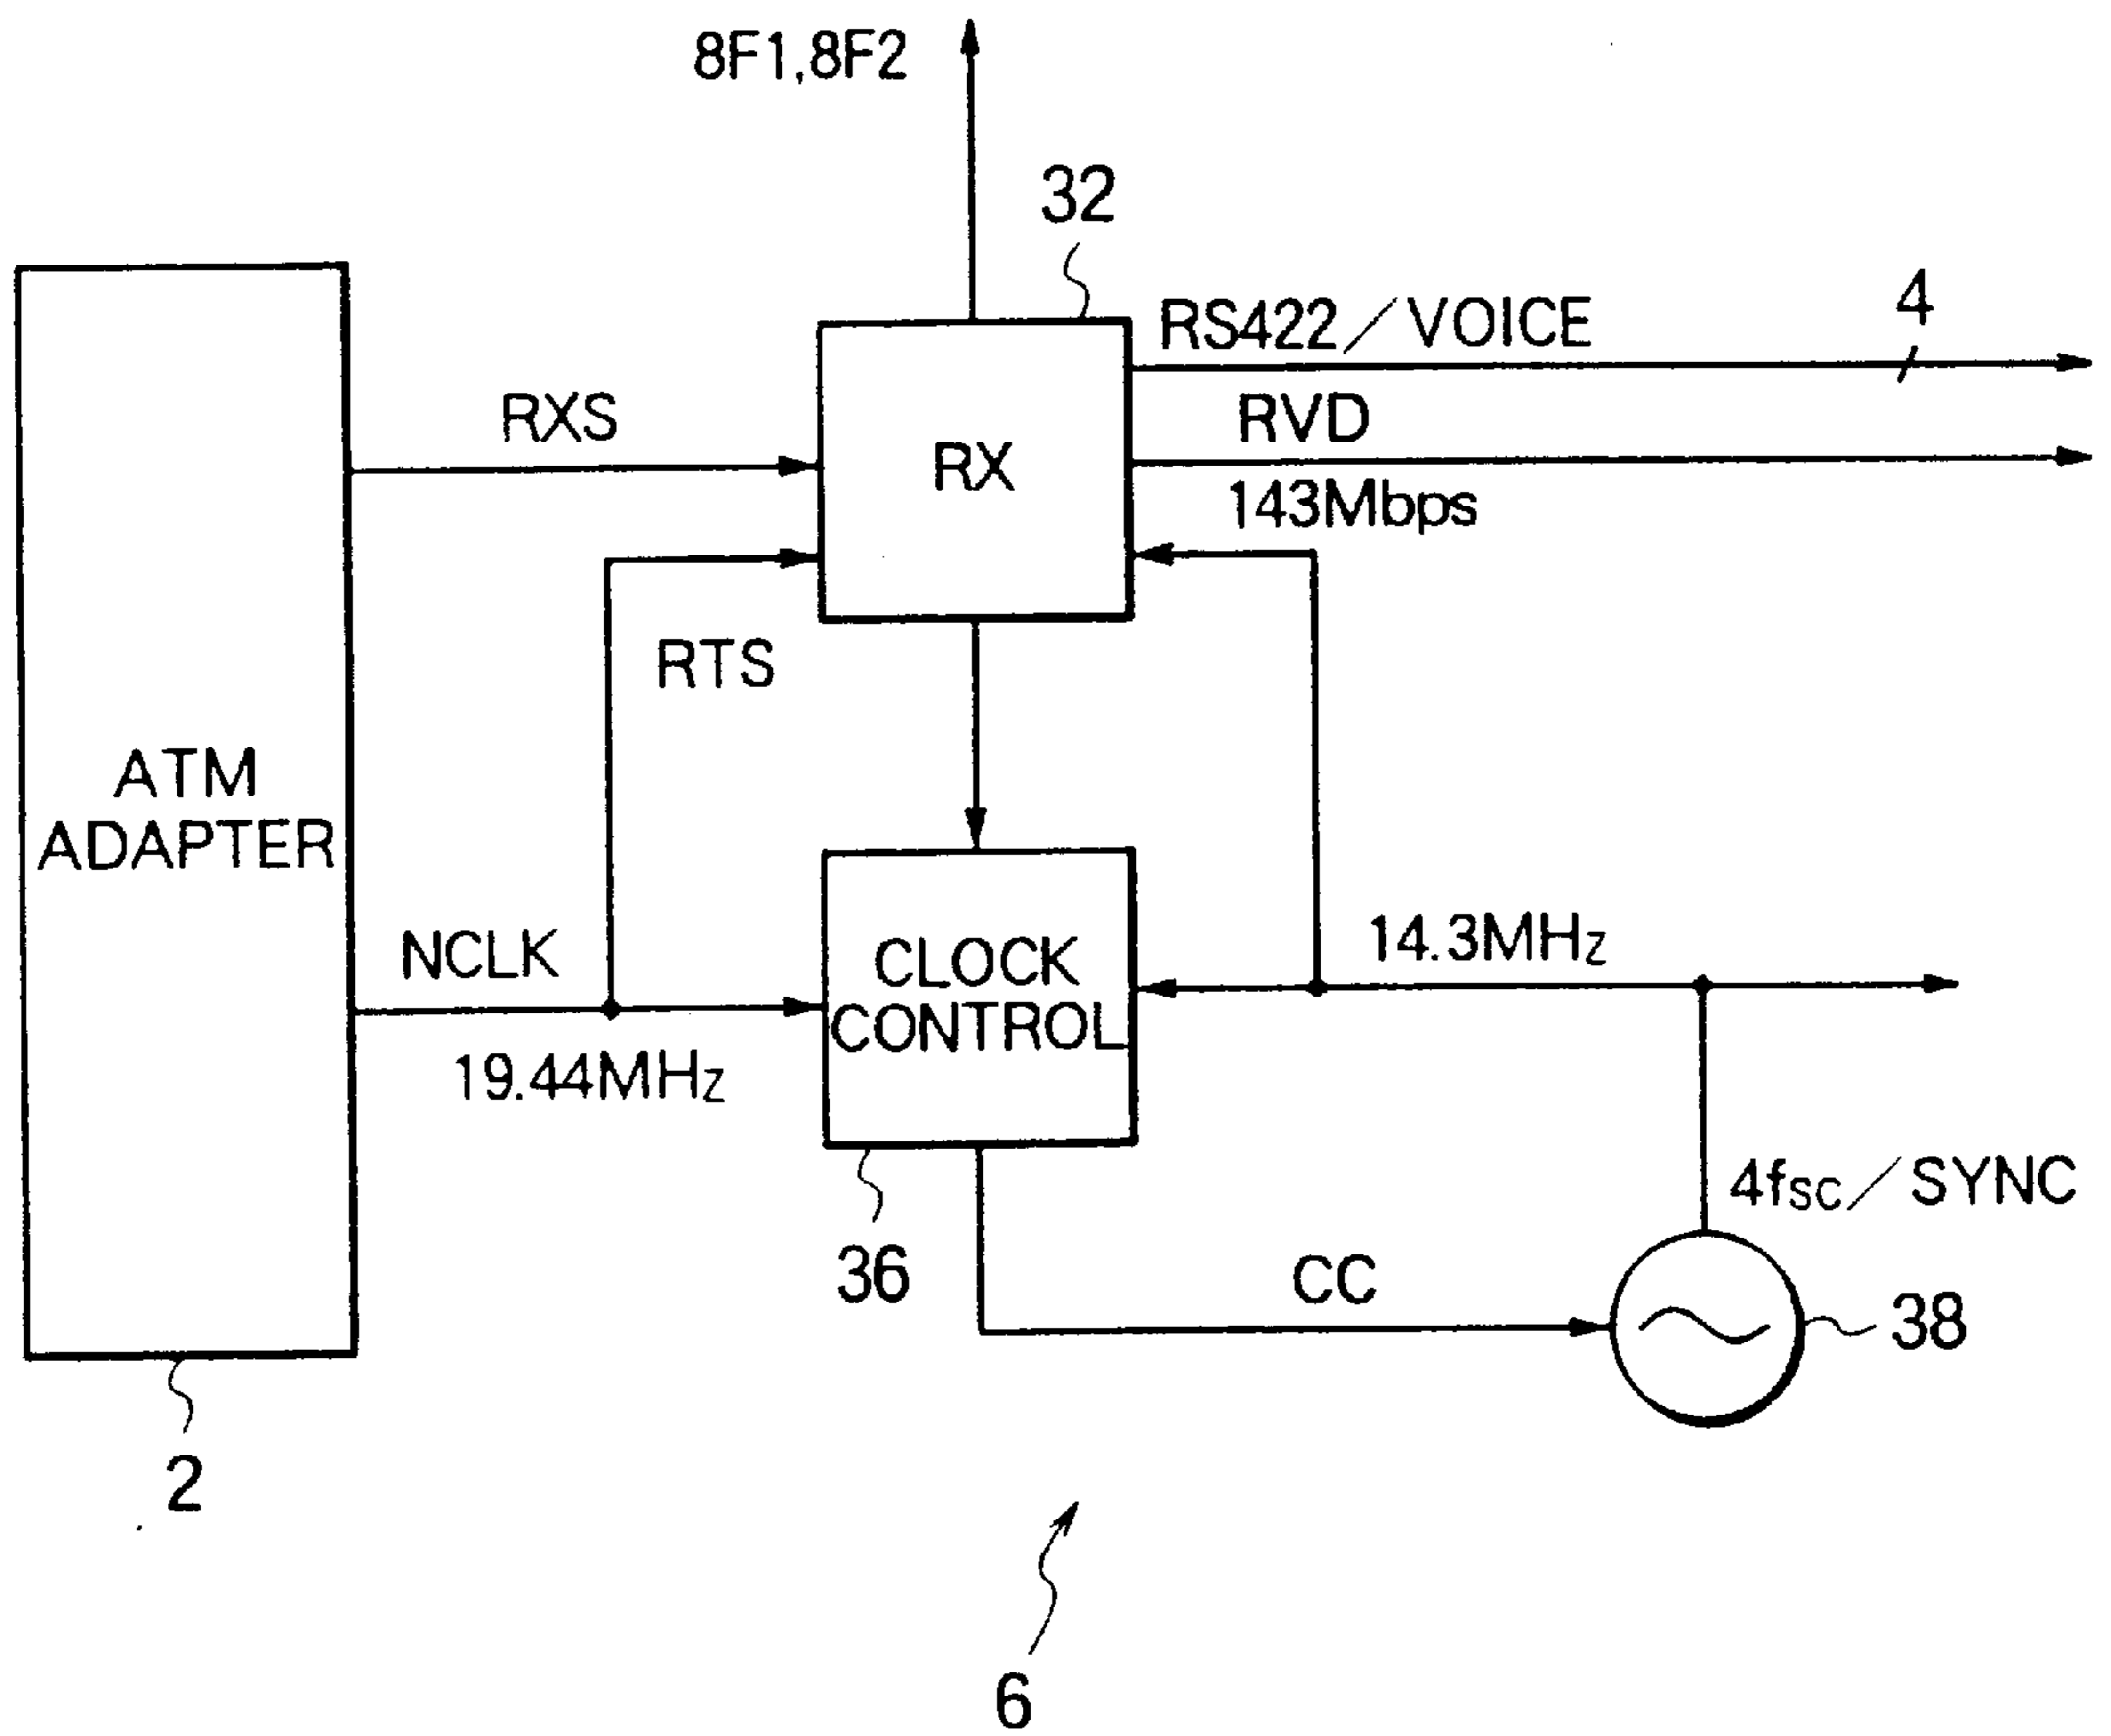 8F1,8F2
32
RS422/VOICE
4
RXS
RVD
RX
143Mbps
RTS
ATM
ADAPTER
NCLK
CLOCK
CONTROL
14.3MHz
19.44MHz
4fsc/SYNC
36
CC
38
2
6